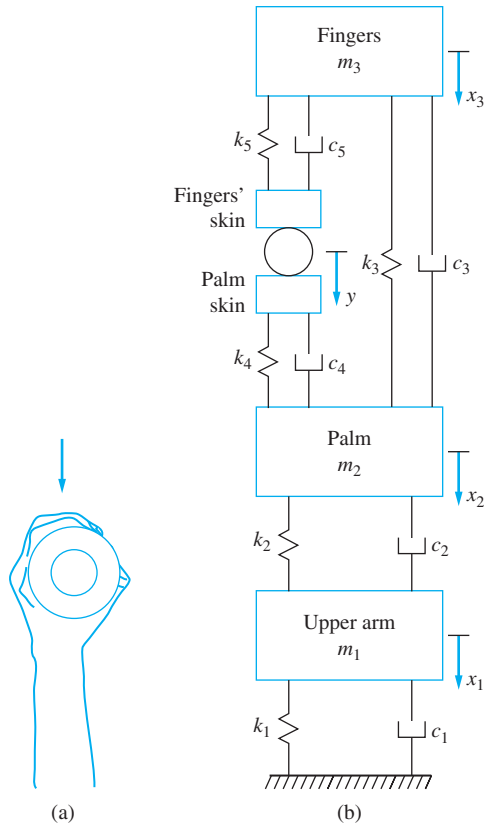 Fingers
m3
x3
k5
c5
Fingers'
skin
k3
c3
Palm
skin
y
k4
c4
Palm
m2
x2
k2
c2
Upper arm
m1
x1
k1
c1
(a)
(b)